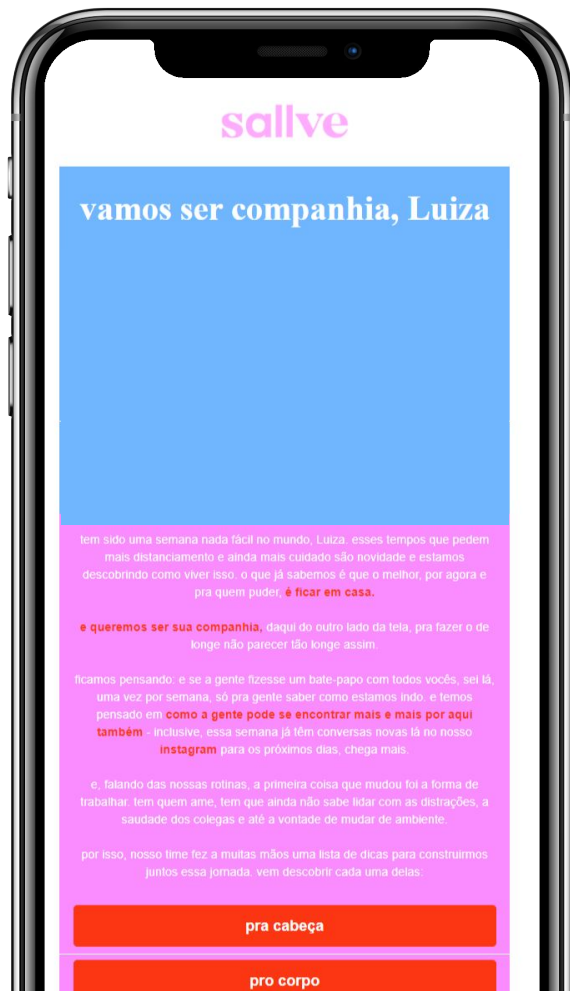 sallve
vamos ser companhia, Luiza
tem sido uma semana nada fácil no mundo, Luiza. esses tempos que pedem
mais distanciamento e ainda mais cuidado são novidade e estamos
descobrindo como viver isso. o que já sabemos é que o melhor, por agora e
pra quem puder, é ficar em casa.
e queremos ser sua companhia, daqui do outro lado da tela, pra fazer o de
longe não parecer tão longe assim.
ficamos pensando: e se a gente fizesse um bate-papo com todos vocês, sei lá,
uma vez por semana, só pra gente saber como estamos indo. e temos
pensado em como a gente pode se encontrar mais e mais por aqui
também - inclusive, essa semana já têm conversas novas lá no nosso
instagram para os próximos dias, chega mais.
e, falando das nossas rotinas, a primeira coisa que mudou foi a forma de
trabalhar. tem quem ame, tem que ainda não sabe lidar com as distrações, a
saudade dos colegas e até a vontade de mudar de ambiente.
por isso, nosso time fez a muitas mãos uma lista de dicas para construirmos
juntos essa jornada. vem descobrir cada uma delas:
pra cabeça
pro corpo